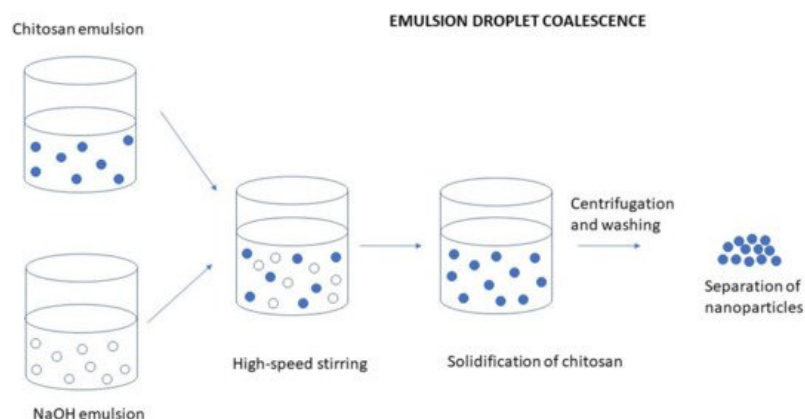 EMULSION DROPLET COALESCENCE
Chitosan emulsion
NaOH emulsion
High-speed stirring
Solidification of chitosan
Centrifugation
and washing
Separation of
nanoparticles